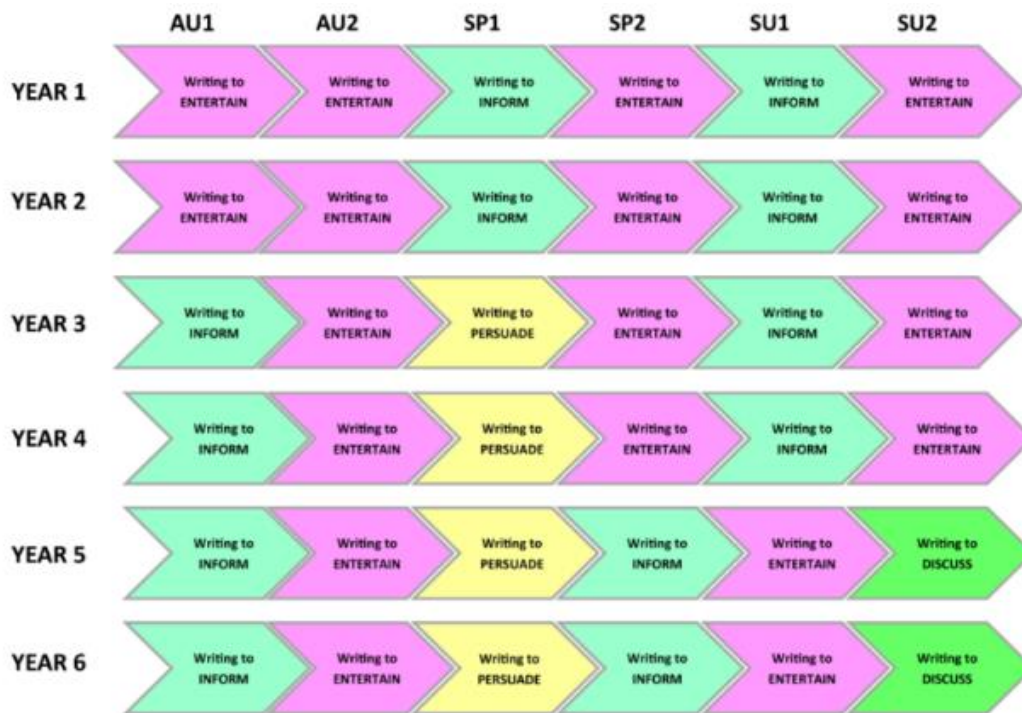 AU1 AU2 SP1 SP2 SU1 SU2
YEAR 1
Writing to Writing to Writing to Writing to Writing to Writing to
ENTERTAIN ENTERTAIN INFORM ENTERTAIN INFORM ENTERTAIN
YEAR 2
Writing to Writing to Writing to Writing to Writing to Writing to
ENTERTAIN ENTERTAIN INFORM ENTERTAIN INFORM ENTERTAIN
YEAR 3
Writing to Writing to Writing to Writing to Writing to Writing to
INFORM ENTERTAIN PERSUADE ENTERTAIN INFORM ENTERTAIN
YEAR 4
Writing to Writing to Writing to Writing to Writing to Writing to
INFORM ENTERTAIN PERSUADE ENTERTAIN INFORM ENTERTAIN
YEAR 5
Writing to Writing to Writing to Writing to Writing to Writing to
INFORM ENTERTAIN PERSUADE INFORM ENTERTAIN DISCUSS
YEAR 6
Writing to Writing to Writing to Writing to Writing to Writing to
INFORM ENTERTAIN PERSUADE INFORM ENTERTAIN DISCUSS